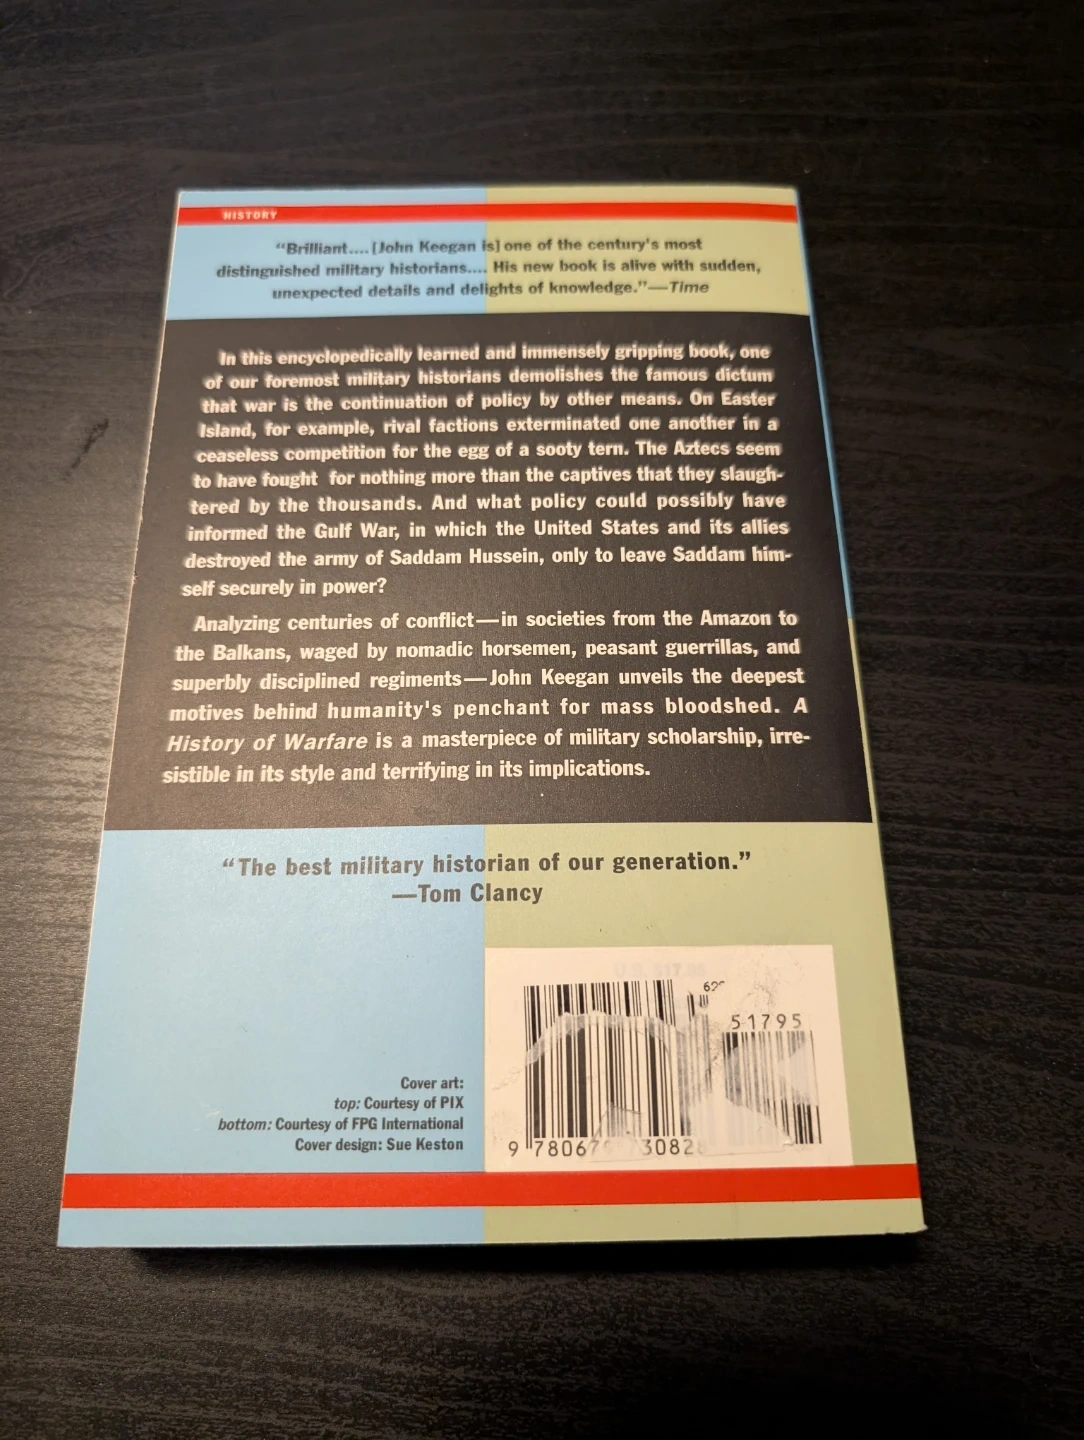 HISTORY
“Brilliant.... [John Keegan is] one of the century's most
distinguished military historians.... His new book is alive with sudden,
unexpected details and delights of knowledge.”—Time
In this encyclopedically learned and immensely gripping book, one
of our foremost military historians demolishes the famous dictum
that war is the continuation of policy by other means. On Easter
Island, for example, rival factions exterminated one another in a
ceaseless competition for the egg of a sooty tern. The Aztecs seem
to have fought for nothing more than the captives that they slaugh-
tered by the thousands. And what policy could possibly have
informed the Gulf War, in which the United States and its allies
destroyed the army of Saddam Hussein, only to leave Saddam him-
self securely in power?
Analyzing centuries of conflict—in societies from the Amazon to
the Balkans, waged by nomadic horsemen, peasant guerrillas, and
superbly disciplined regiments—John Keegan unveils the deepest
motives behind humanity's penchant for mass bloodshed. A
History of Warfare is a masterpiece of military scholarship, irre-
sistible in its style and terrifying in its implications.
“The best military historian of our generation.”
—Tom Clancy
51795
Cover art:
top: Courtesy of PIX
bottom: Courtesy of FPG International
Cover design: Sue Keston